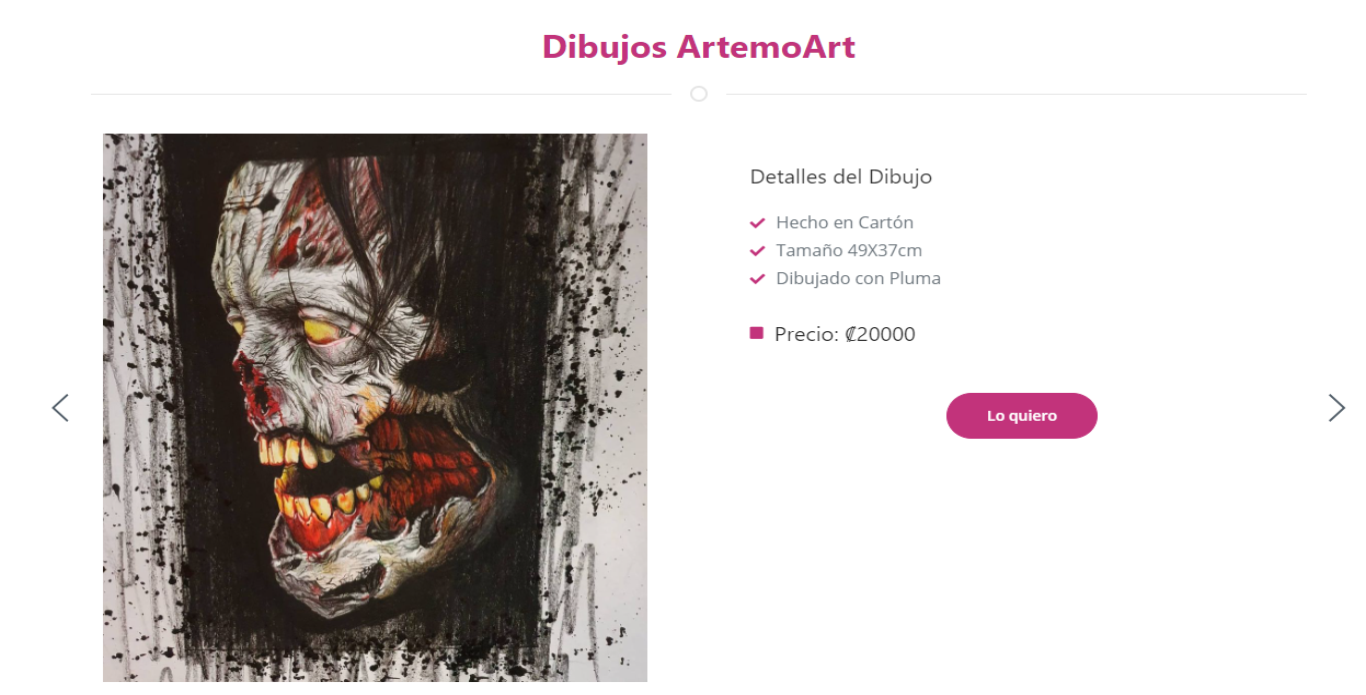 Dibujos ArtemoArt
Detalles del Dibujo
Hecho en Cartón
Tamaño 49X37cm
Dibujado con Pluma
Precio: ₡20000
Lo quiero